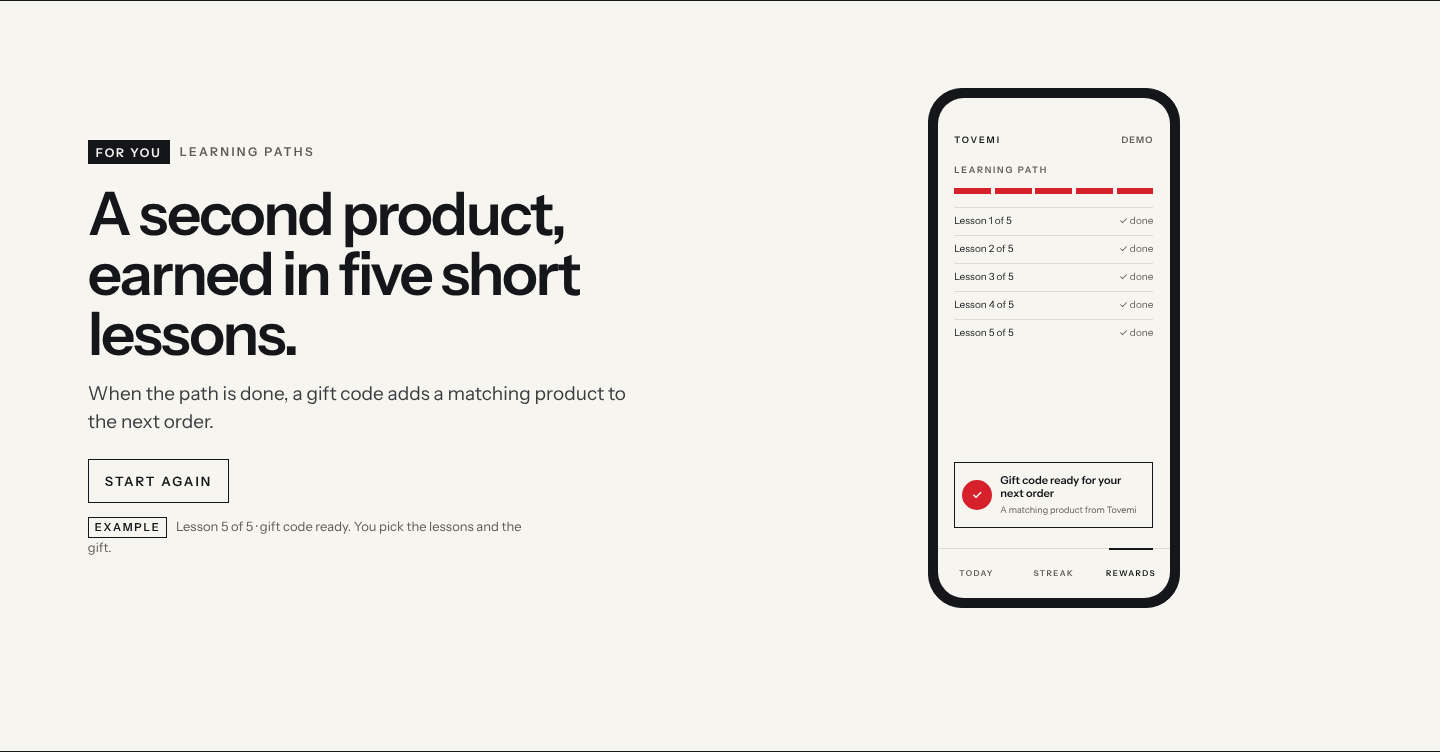 FOR YOU LEARNING PATHS
A second product,
earned in five short
lessons.
When the path is done, a gift code adds a matching product to
the next order.
START AGAIN
EXAMPLE Lesson 5 of 5 · gift code ready. You pick the lessons and the
gift.
TOVEMI DEMO
LEARNING PATH
Lesson 1 of 5 ✓ done
Lesson 2 of 5 ✓ done
Lesson 3 of 5 ✓ done
Lesson 4 of 5 ✓ done
Lesson 5 of 5 ✓ done
Gift code ready for your
next order
A matching product from Tovemi
TODAY STREAK REWARDS